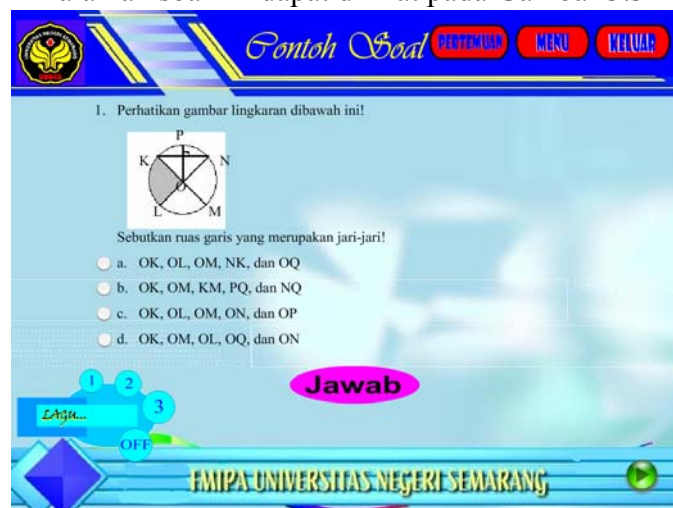 Contoh Soal
PERTEMUAN
MENU
KELUAR
1. Perhatikan gambar lingkaran dibawah ini!
P
K
N
O
L
M
Sebutkan ruas garis yang merupakan jari-jari!
a. OK, OL, OM, NK, dan OQ
b. OK, OM, KM, PQ, dan NQ
c. OK, OL, OM, ON, dan OP
d. OK, OM, OL, OQ, dan ON
Jawab
1
2
3
LAGU...
OFF
FMIPA UNIVERSITAS NEGERI SEMARANG